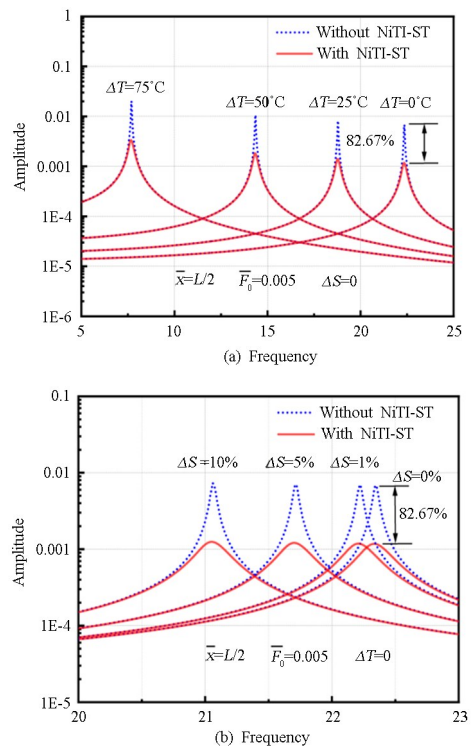 1
0.1
0.01
0.001
1E-4
1E-5
1E-6
Amplitude
Without NiTI-ST
With NiTI-ST
ΔT=75°C
ΔT=50°C
ΔT=25°C
ΔT=0°C
82.67%
x̅=L/2 F̅₀=0.005 ΔS=0
5 10 15 20 25
(a) Frequency
0.1
0.01
0.001
1E-4
1E-5
Amplitude
Without NiTI-ST
With NiTI-ST
ΔS=10%
ΔS=5%
ΔS=1%
ΔS=0%
82.67%
x̅=L/2 F̅₀=0.005 ΔT=0
20 21 22 23
(b) Frequency